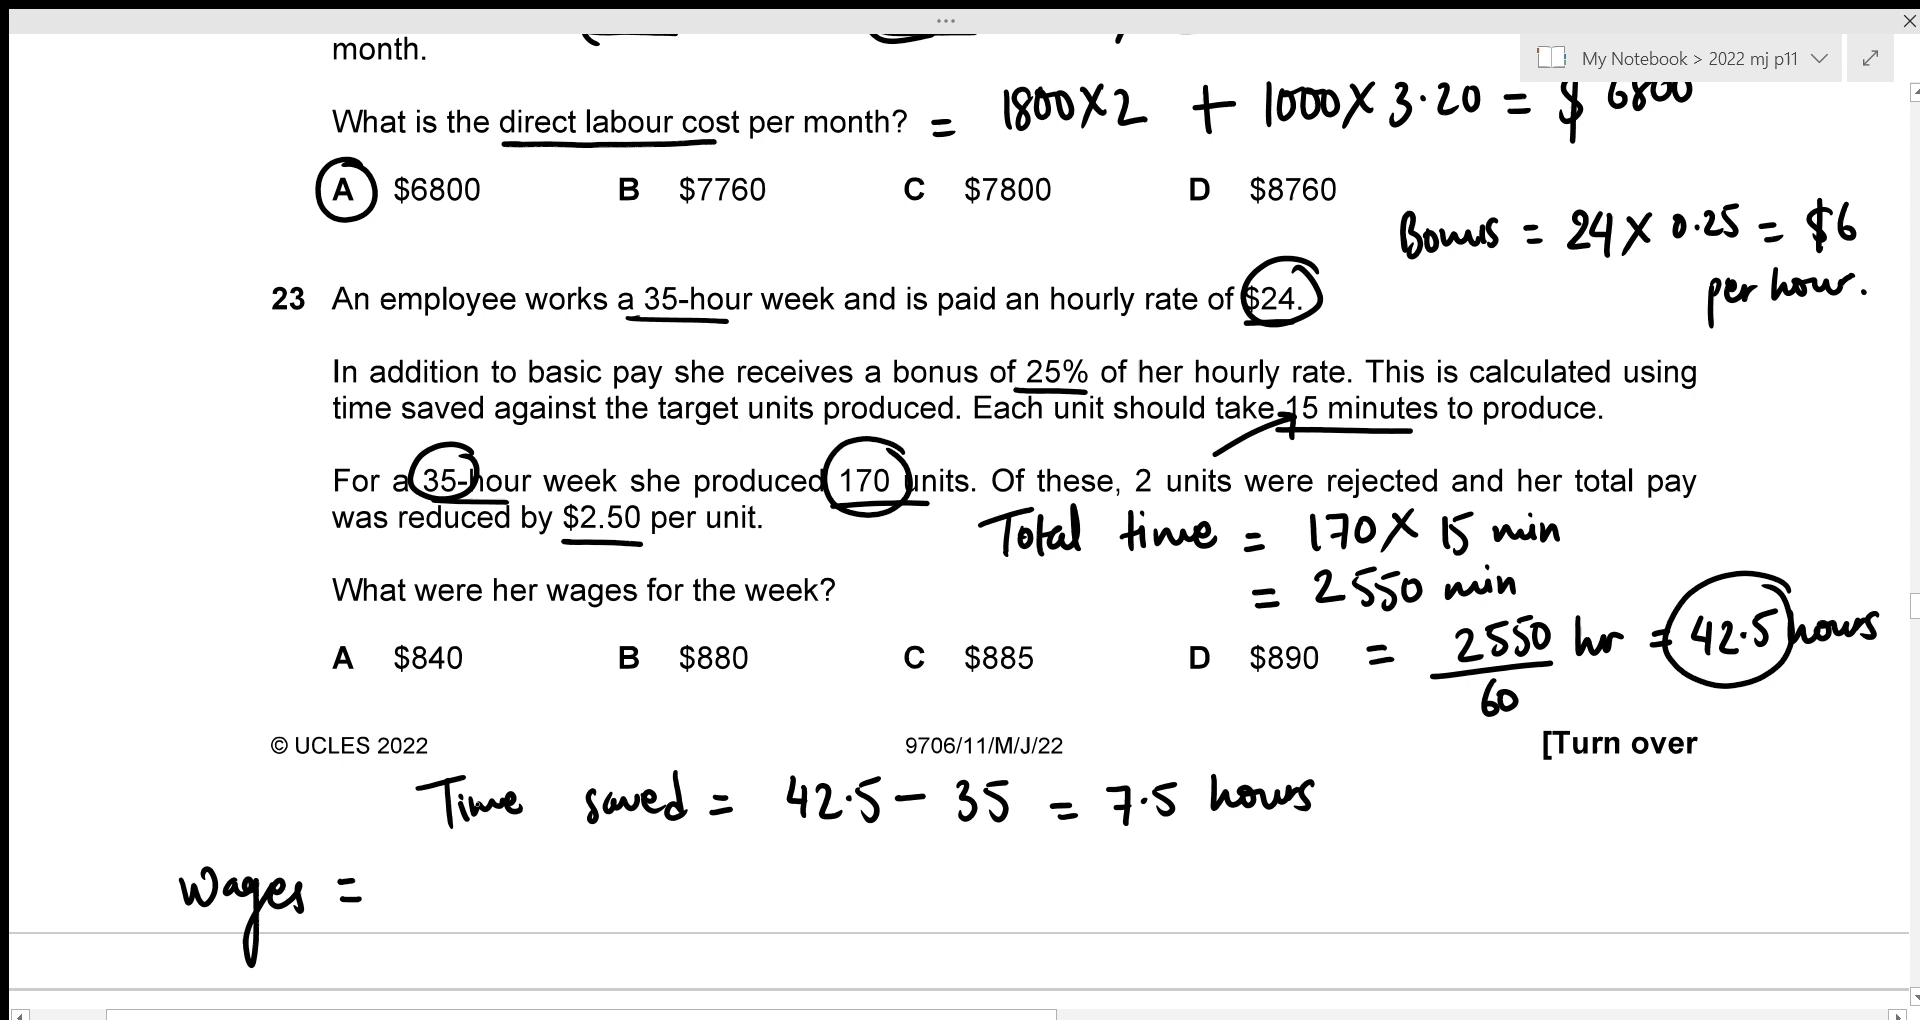 month.
My Notebook > 2022 mj p11
What is the direct labour cost per month? = 1800 X 2 + 1000 X 3.20 = $ 6800
A $6800 B $7760 C $7800 D $8760
Bonus = 24 X 0.25 = $6
per hour.
23 An employee works a 35-hour week and is paid an hourly rate of $24.
In addition to basic pay she receives a bonus of 25% of her hourly rate. This is calculated using
time saved against the target units produced. Each unit should take 15 minutes to produce.
For a 35-hour week she produced 170 units. Of these, 2 units were rejected and her total pay
was reduced by $2.50 per unit.
Total time = 170 X 15 min
What were her wages for the week?
= 2550 min
A $840 B $880 C $885 D $890
= 2550/60 hr = 42.5 hours
© UCLES 2022 9706/11/M/J/22 [Turn over
Time saved = 42.5 - 35 = 7.5 hours
Wages =